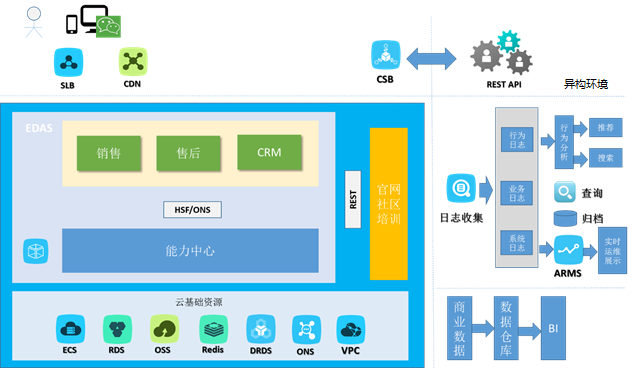 SLB
CDN
CSB
REST API
异构环境
EDAS
销售
售后
CRM
HSF/ONS
能力中心
REST
官网
社区
培训
云基础资源
ECS
RDS
OSS
Redis
DRDS
ONS
VPC
日志收集
行为
日志
业务
日志
系统
日志
行为分析
推荐
搜索
查询
归档
ARMS
实时
运维
展示
商业数据
数据仓库
BI